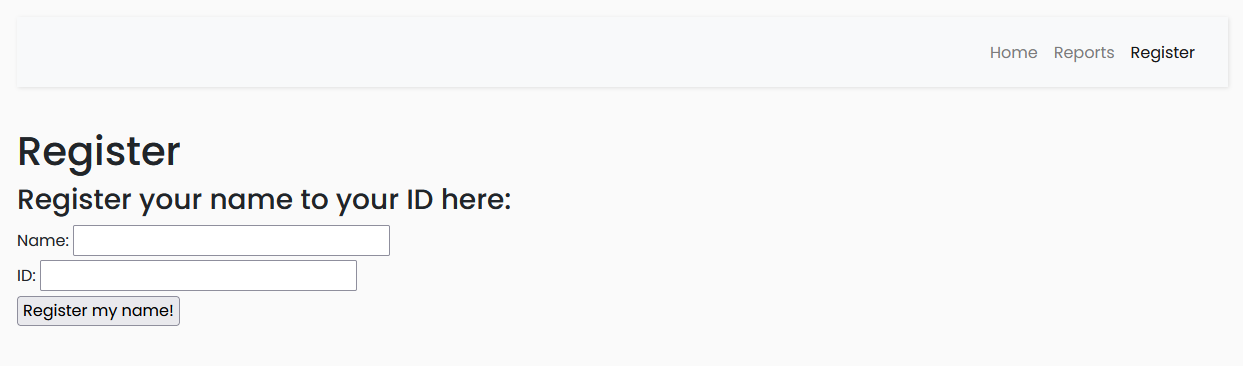 Home Reports Register
Register
Register your name to your ID here:
Name:
ID:
Register my name!